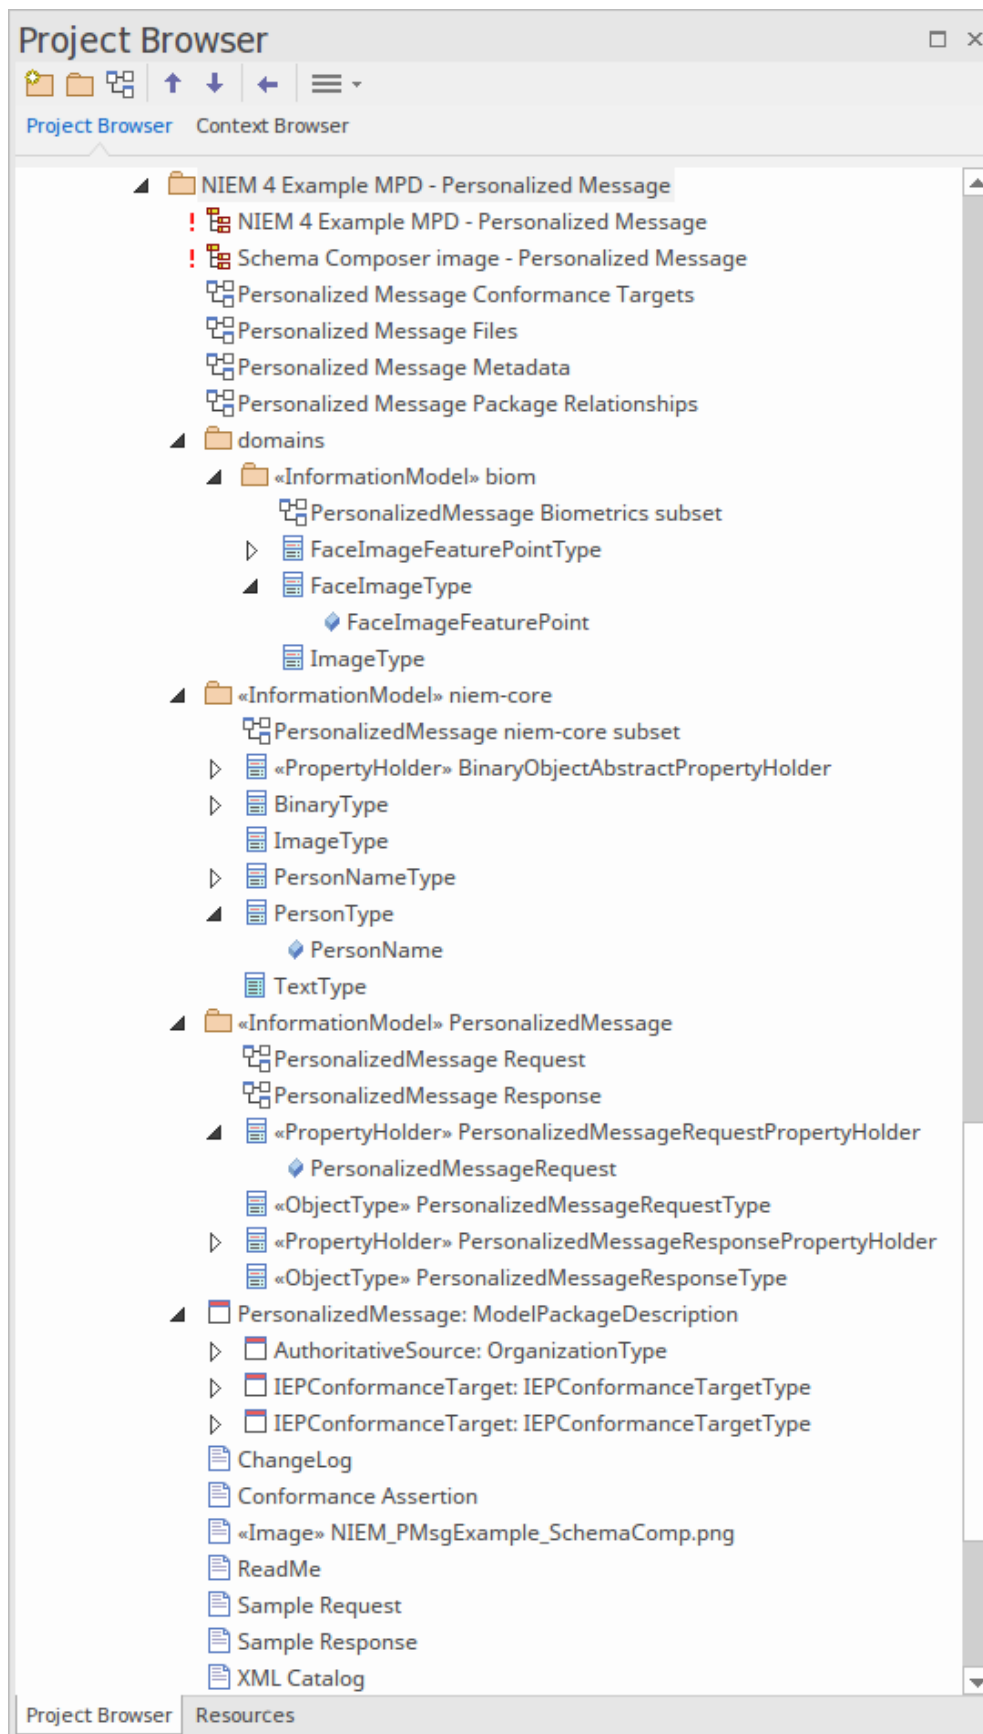 Project Browser
Project Browser Context Browser
NIEM 4 Example MPD - Personalized Message
! NIEM 4 Example MPD - Personalized Message
! Schema Composer image - Personalized Message
Personalized Message Conformance Targets
Personalized Message Files
Personalized Message Metadata
Personalized Message Package Relationships
domains
«InformationModel» biom
PersonalizedMessage Biometrics subset
FaceImageFeaturePointType
FaceImageType
FaceImageFeaturePoint
ImageType
«InformationModel» niem-core
PersonalizedMessage niem-core subset
«PropertyHolder» BinaryObjectAbstractPropertyHolder
BinaryType
ImageType
PersonNameType
PersonType
PersonName
TextType
«InformationModel» PersonalizedMessage
PersonalizedMessage Request
PersonalizedMessage Response
«PropertyHolder» PersonalizedMessageRequestPropertyHolder
PersonalizedMessageRequest
«ObjectType» PersonalizedMessageRequestType
«PropertyHolder» PersonalizedMessageResponsePropertyHolder
«ObjectType» PersonalizedMessageResponseType
PersonalizedMessage: ModelPackageDescription
AuthoritativeSource: OrganizationType
IEPConformanceTarget: IEPConformanceTargetType
IEPConformanceTarget: IEPConformanceTargetType
ChangeLog
Conformance Assertion
«Image» NIEM_PMsgExample_SchemaComp.png
ReadMe
Sample Request
Sample Response
XML Catalog
Project Browser Resources